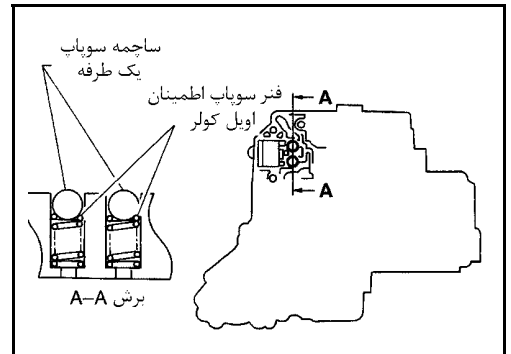 ساچمه سوپاپ
یک طرفه
فنر سوپاپ اطمینان
اویل کولر
A
A
برش A-A